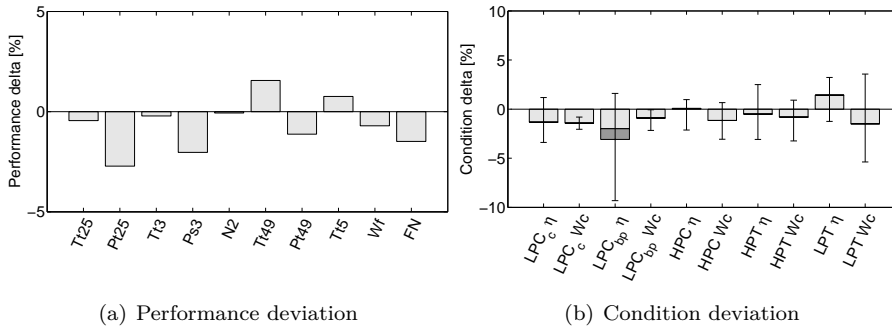 5
0
−5
Performance delta [%]
Tt25
Pt25
Tt3
Ps3
N2
Tt49
Pt49
Tt5
Wf
FN
(a) Performance deviation
10
5
0
−5
−10
Condition delta [%]
LPCc η
LPCc Wc
LPCbp η
LPCbp Wc
HPC η
HPC Wc
HPT η
HPT Wc
LPT η
LPT Wc
(b) Condition deviation